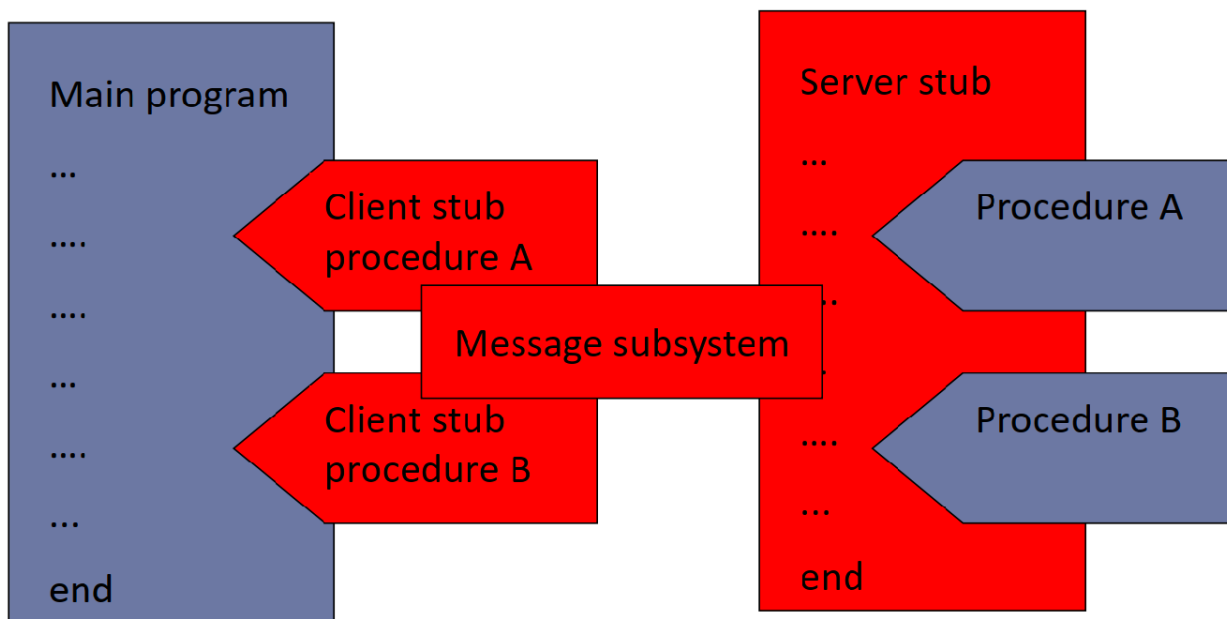 Main program
...
....
....
...
....
...
end
Client stub
procedure A
Message subsystem
Client stub
procedure B
Server stub
...
....
....
...
end
Procedure A
Procedure B